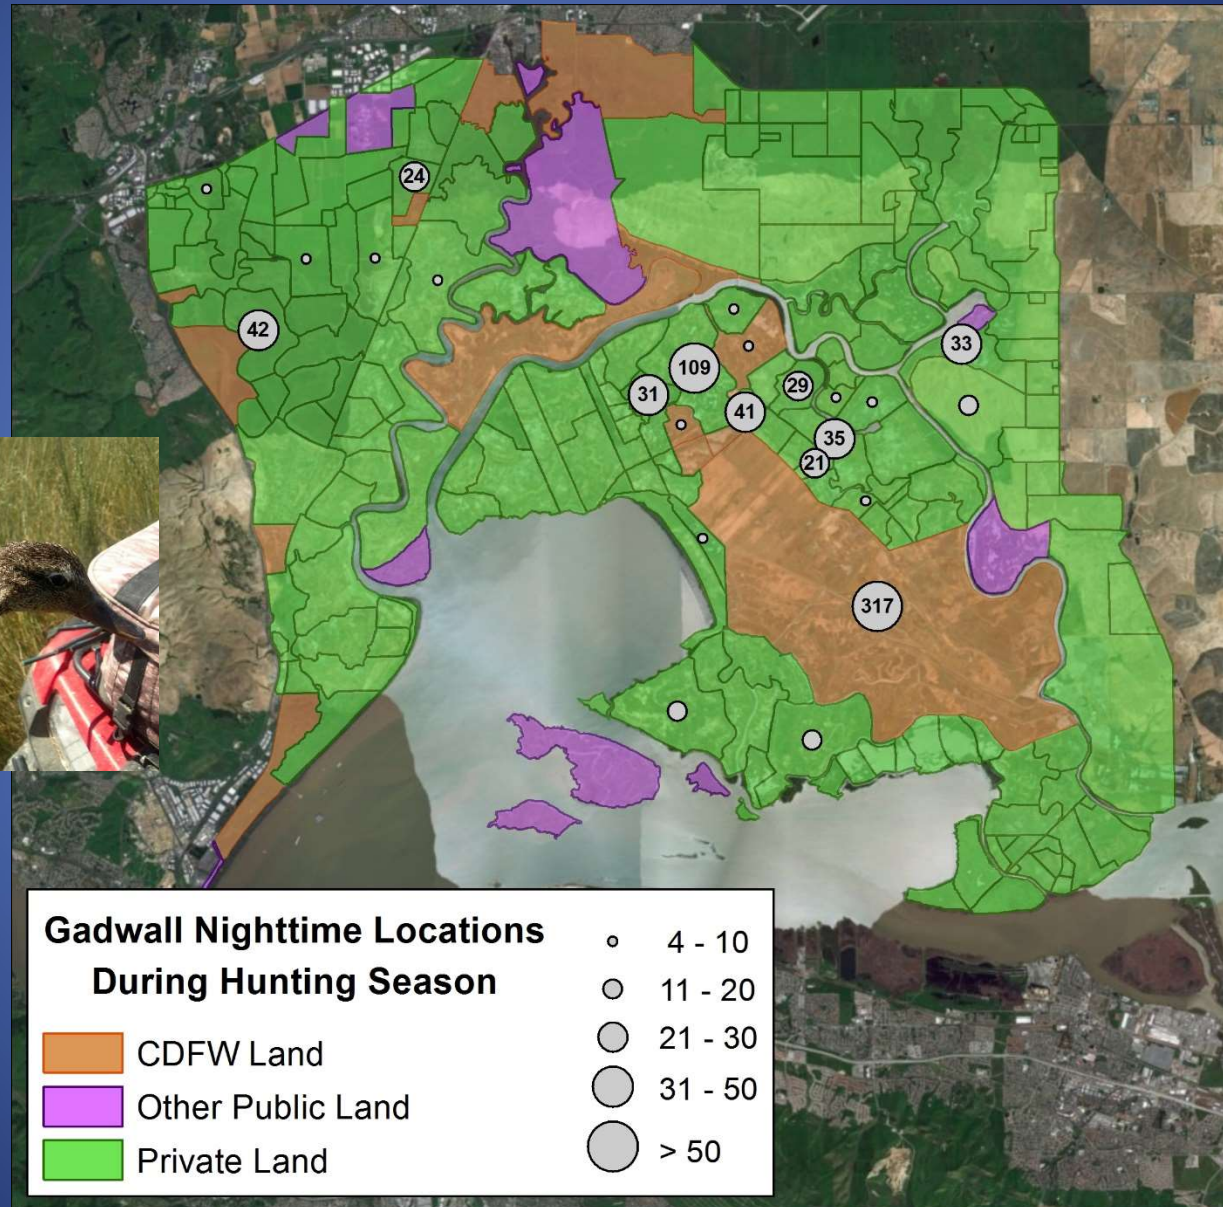 24
42
109
33
31
29
41
35
21
317
Gadwall Nighttime Locations
During Hunting Season
CDFW Land
Other Public Land
Private Land
4 - 10
11 - 20
21 - 30
31 - 50
> 50